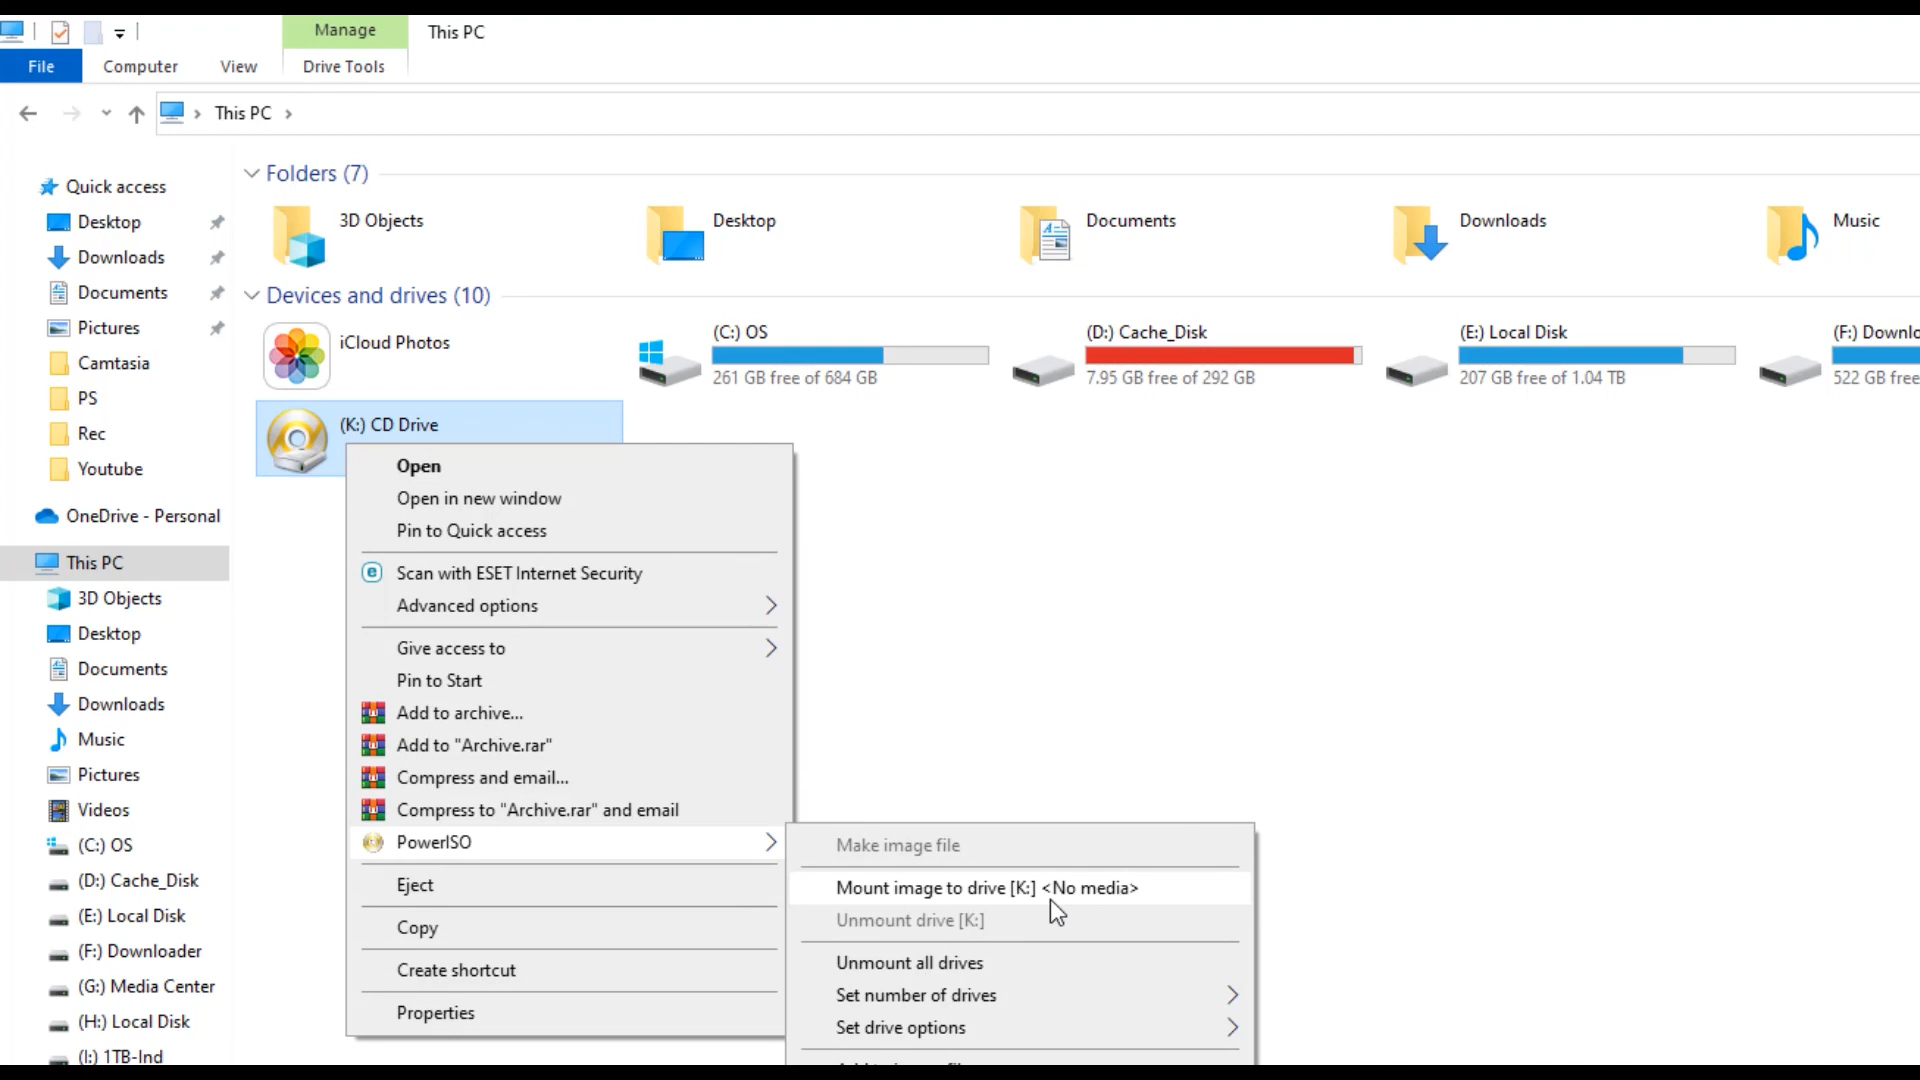 Manage
This PC
File
Computer
View
Drive Tools
This PC
Quick access
Desktop
Downloads
Documents
Pictures
Camtasia
PS
Rec
Youtube
OneDrive - Personal
This PC
3D Objects
Desktop
Documents
Downloads
Music
Pictures
Videos
(C:) OS
(D:) Cache_Disk
(E:) Local Disk
(F:) Downloader
(G:) Media Center
(H:) Local Disk
(I:) 1TB-Ind
Folders (7)
3D Objects
Desktop
Documents
Downloads
Music
Devices and drives (10)
iCloud Photos
(C:) OS
261 GB free of 684 GB
(D:) Cache_Disk
7.95 GB free of 292 GB
(E:) Local Disk
207 GB free of 1.04 TB
(F:) Downlo
522 GB free
(K:) CD Drive
Open
Open in new window
Pin to Quick access
Scan with ESET Internet Security
Advanced options
Give access to
Pin to Start
Add to archive...
Add to "Archive.rar"
Compress and email...
Compress to "Archive.rar" and email
PowerISO
Eject
Copy
Create shortcut
Properties
Make image file
Mount image to drive [K:] <No media>
Unmount drive [K:]
Unmount all drives
Set number of drives
Set drive options